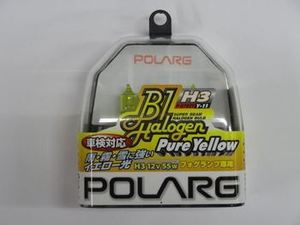 POLARG
H3
Y-11
B1
Halogen
SUPER BEAM
HALOGEN BULB
Pure Yellow
車検対応
雨・霧・雪に強い
イエロー光
H3 12v 55w フォグランプ専用
POLARG